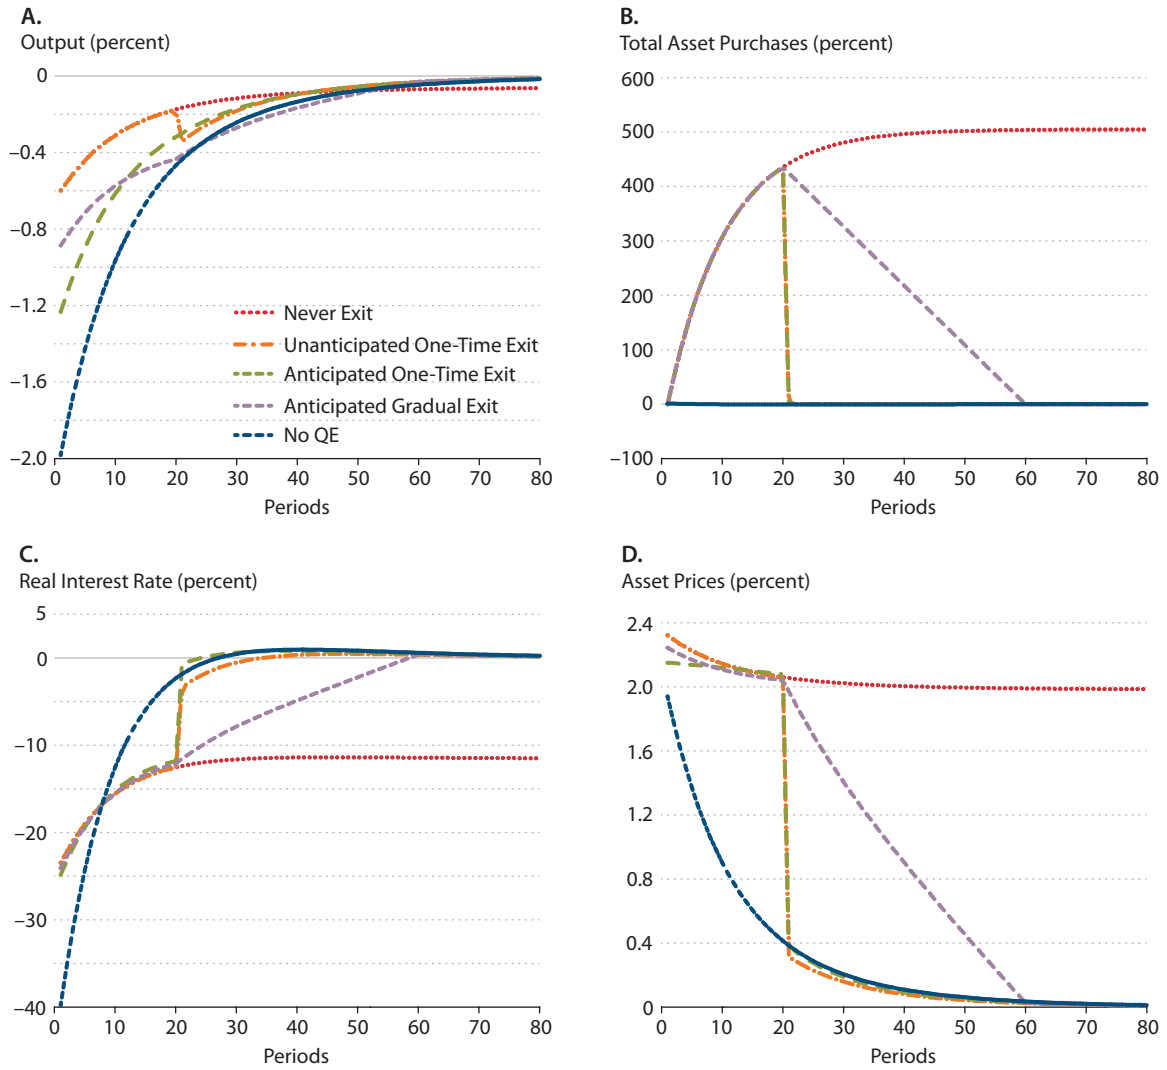 A.
Output (percent)
0
–0.4
–0.8
–1.2
–1.6
–2.0
0 10 20 30 40 50 60 70 80
Periods
Never Exit
Unanticipated One-Time Exit
Anticipated One-Time Exit
Anticipated Gradual Exit
No QE
B.
Total Asset Purchases (percent)
600
500
400
300
200
100
0
–100
0 10 20 30 40 50 60 70 80
Periods
C.
Real Interest Rate (percent)
5
0
–10
–20
–30
–40
0 10 20 30 40 50 60 70 80
Periods
D.
Asset Prices (percent)
2.4
2.0
1.6
1.2
0.8
0.4
0
0 10 20 30 40 50 60 70 80
Periods